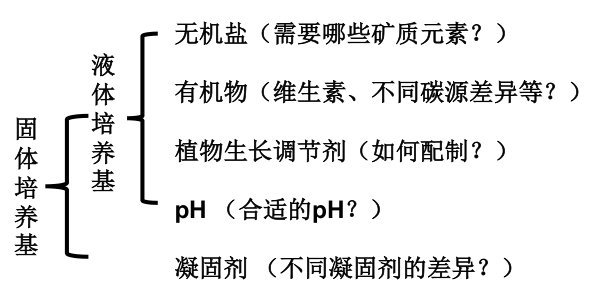 固体培养基
液体培养基
无机盐（需要哪些矿质元素？）
有机物（维生素、不同碳源差异等？）
植物生长调节剂（如何配制？）
pH （合适的pH？）
凝固剂 （不同凝固剂的差异？）